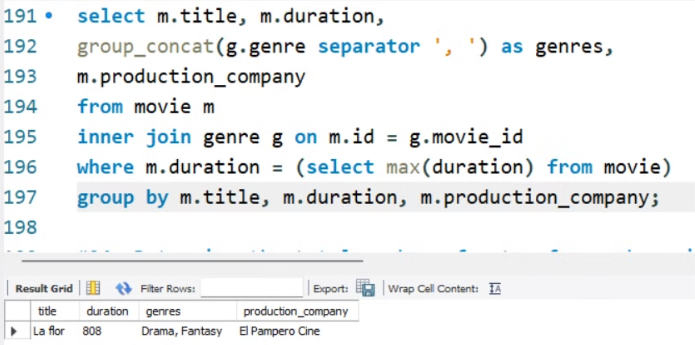 191 select m.title, m.duration,
192 group_concat(g.genre separator ', ') as genres,
193 m.production_company
194 from movie m
195 inner join genre g on m.id = g.movie_id
196 where m.duration = (select max(duration) from movie)
197 group by m.title, m.duration, m.production_company;
198
Result Grid Filter Rows: Export: Wrap Cell Content: IA
title duration genres production_company
La flor 808 Drama, Fantasy El Pampero Cine